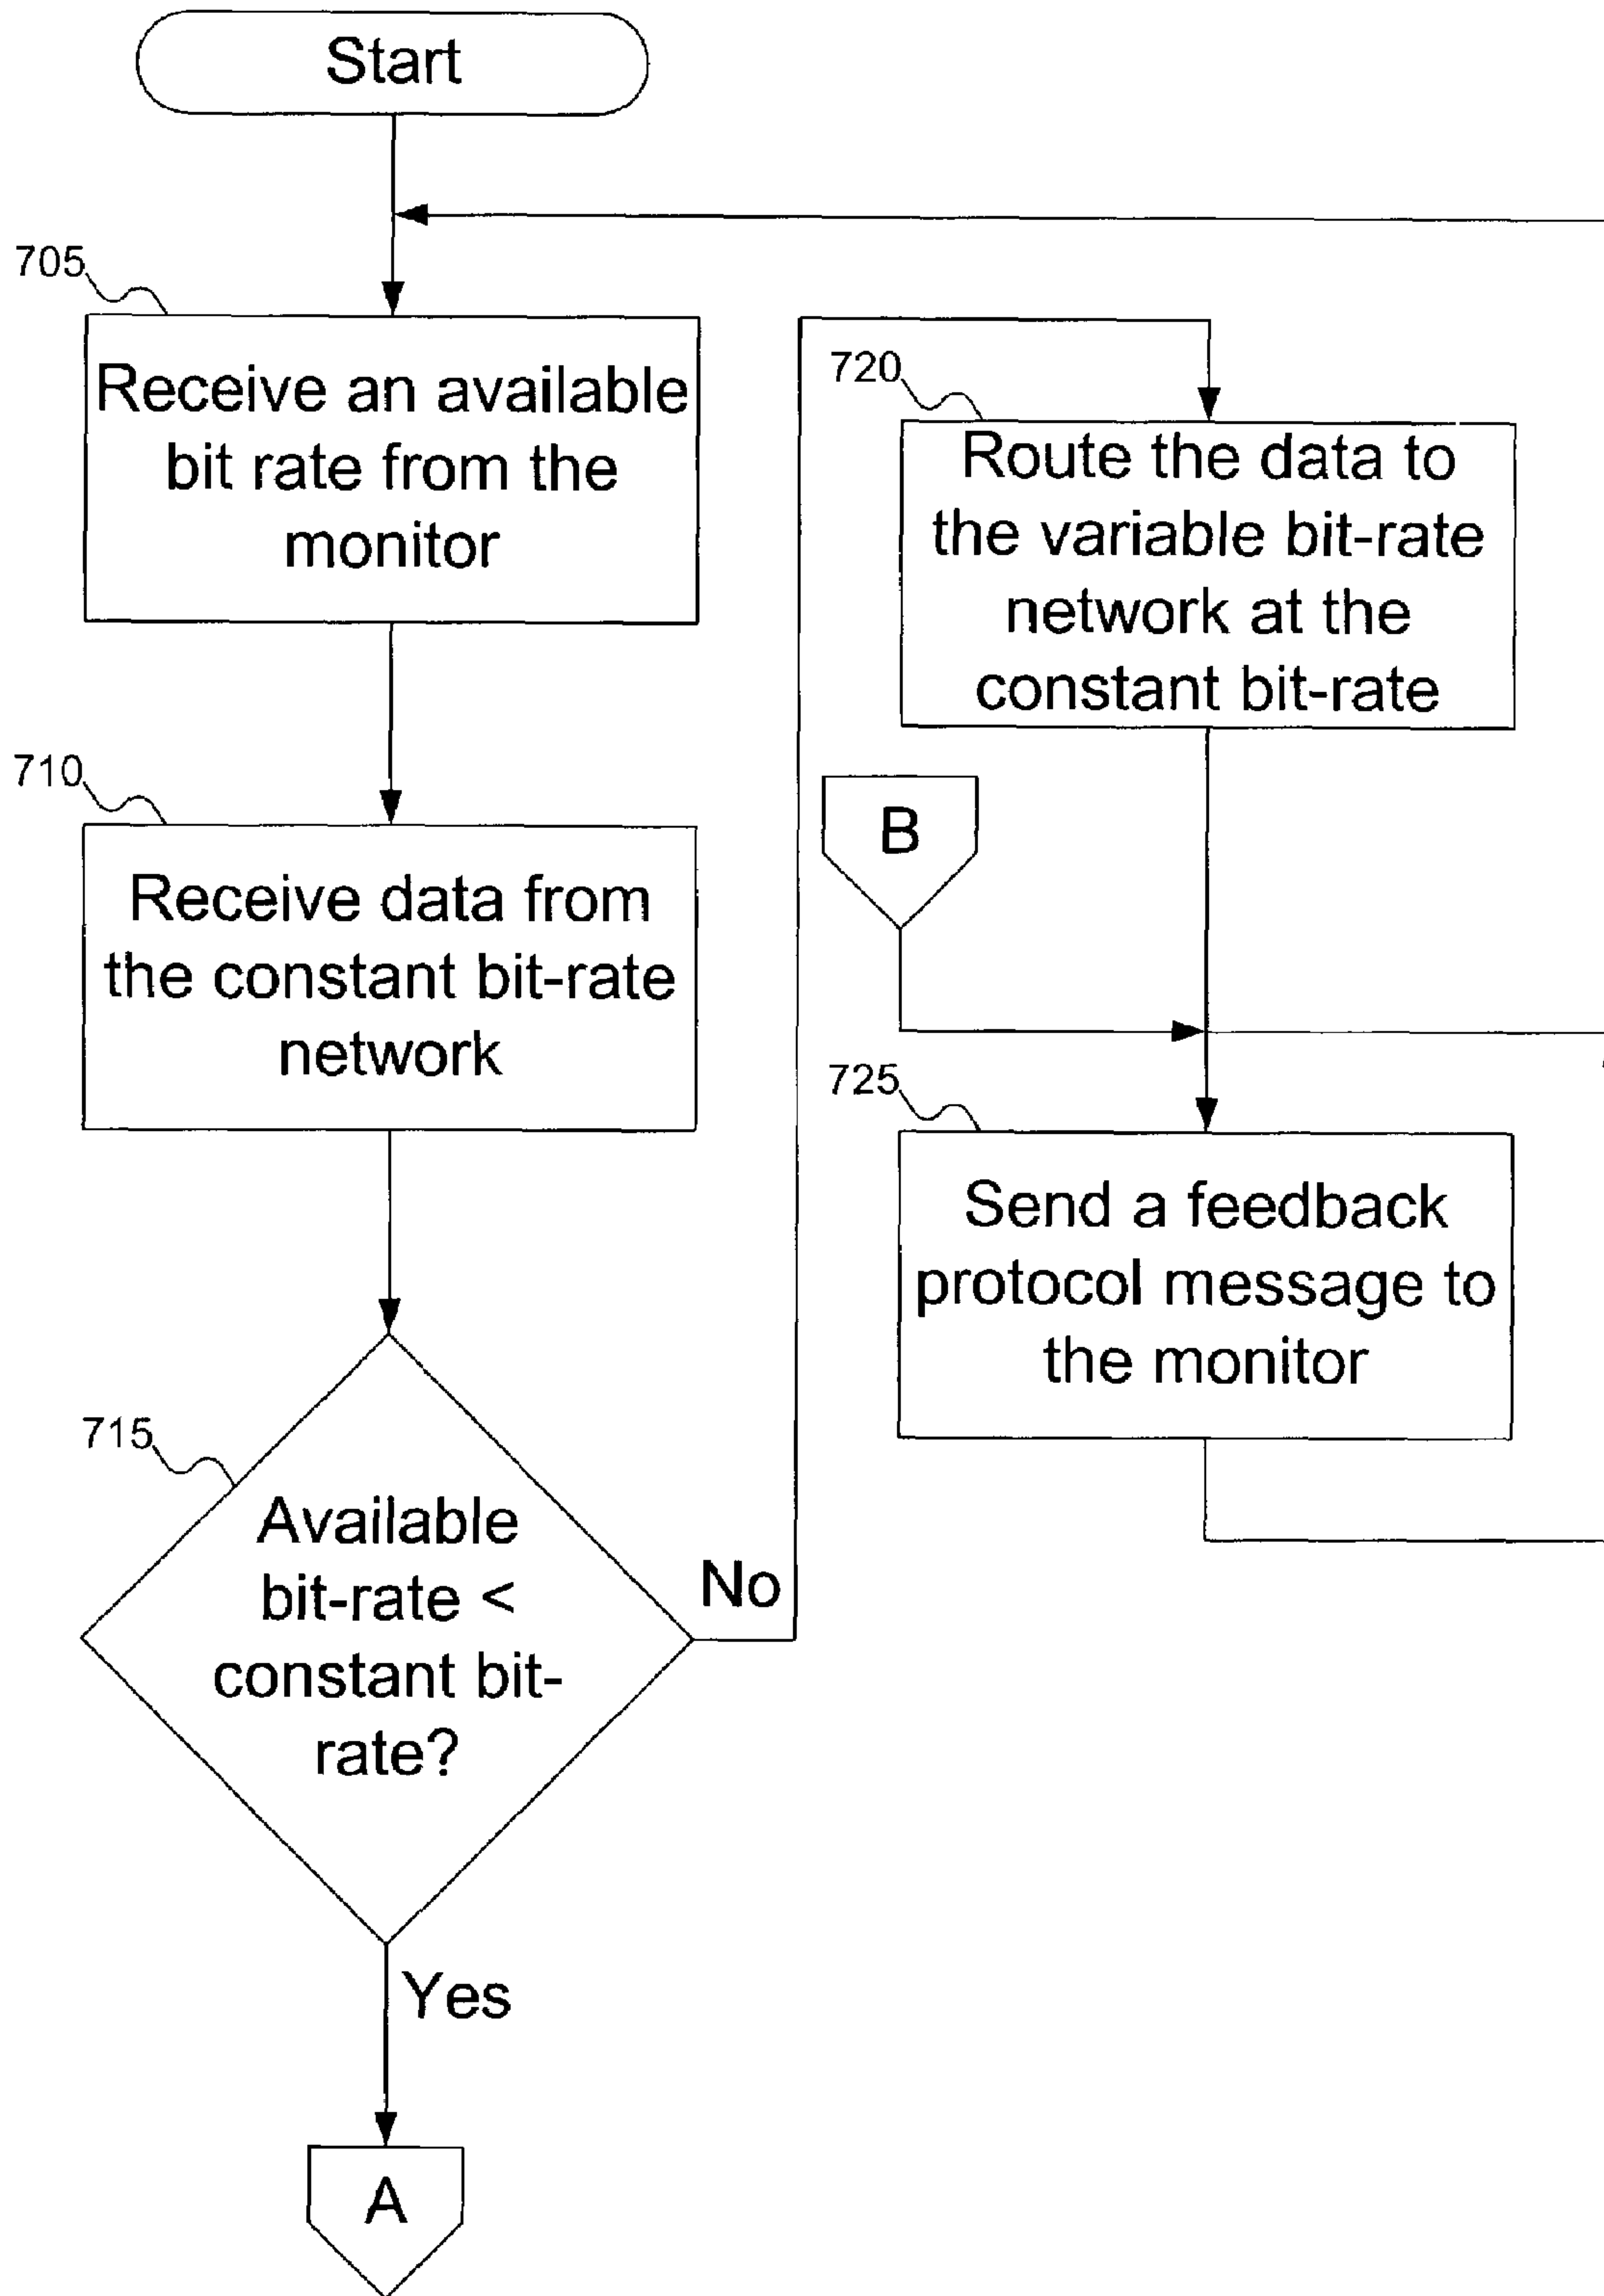 Start
705
Receive an available
bit rate from the
monitor
710
Receive data from
the constant bit-rate
network
715
Available
bit-rate <
constant bit-
rate?
No
Yes
A
720
Route the data to
the variable bit-rate
network at the
constant bit-rate
B
725
Send a feedback
protocol message to
the monitor